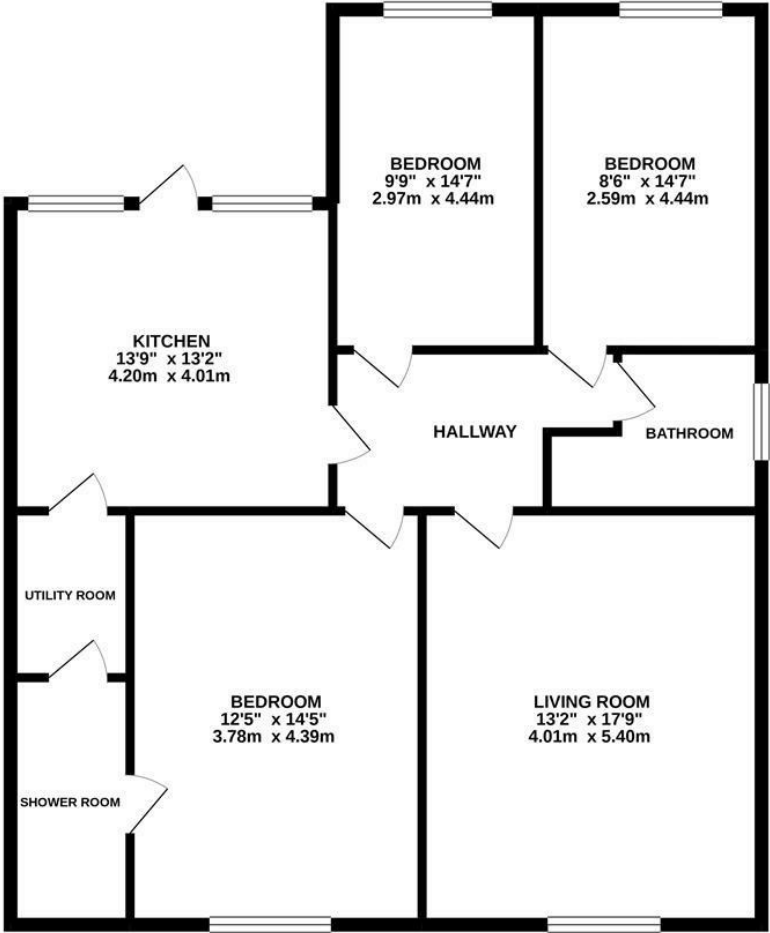 BEDROOM
9'9" x 14'7"
2.97m x 4.44m
BEDROOM
8'6" x 14'7"
2.59m x 4.44m
KITCHEN
13'9" x 13'2"
4.20m x 4.01m
HALLWAY
BATHROOM
UTILITY ROOM
BEDROOM
12'5" x 14'5"
3.78m x 4.39m
LIVING ROOM
13'2" x 17'9"
4.01m x 5.40m
SHOWER ROOM